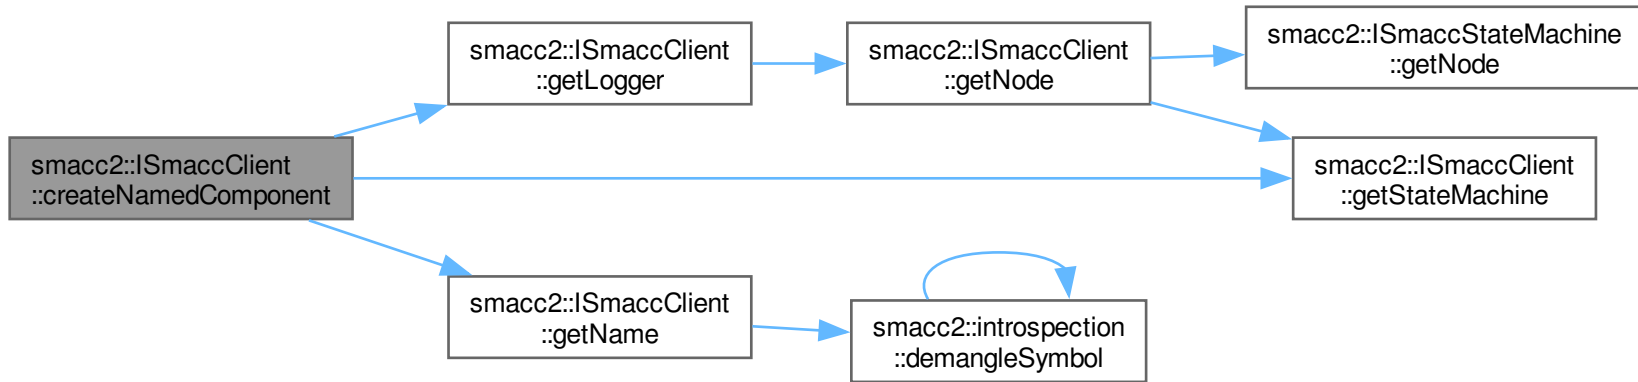 smacc2::ISmaccClient
::createNamedComponent
smacc2::ISmaccClient
::getLogger
smacc2::ISmaccClient
::getNode
smacc2::ISmaccStateMachine
::getNode
smacc2::ISmaccClient
::getStateMachine
smacc2::ISmaccClient
::getName
smacc2::introspection
::demangleSymbol